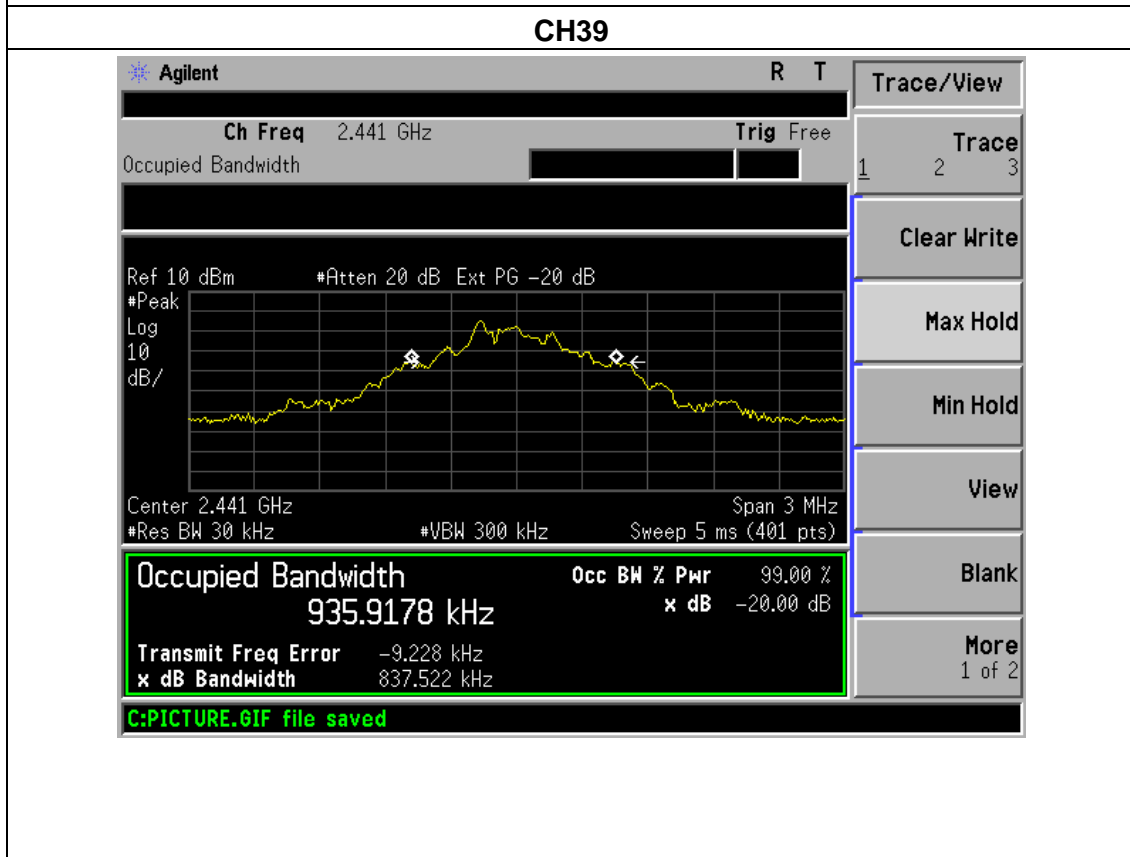 CH39
Agilent R T
Trace/View
Ch Freq 2.441 GHz Trig Free
Occupied Bandwidth
Trace
1 2 3
Clear Write
Ref 10 dBm #Atten 20 dB Ext PG -20 dB
#Peak
Log
10
dB/
Max Hold
Min Hold
View
Center 2.441 GHz Span 3 MHz
#Res BW 30 kHz #VBW 300 kHz Sweep 5 ms (401 pts)
Occupied Bandwidth Occ BW % Pwr 99.00 %
935.9178 kHz x dB -20.00 dB
Blank
Transmit Freq Error -9.228 kHz
x dB Bandwidth 837.522 kHz
More
1 of 2
C:PICTURE.GIF file saved